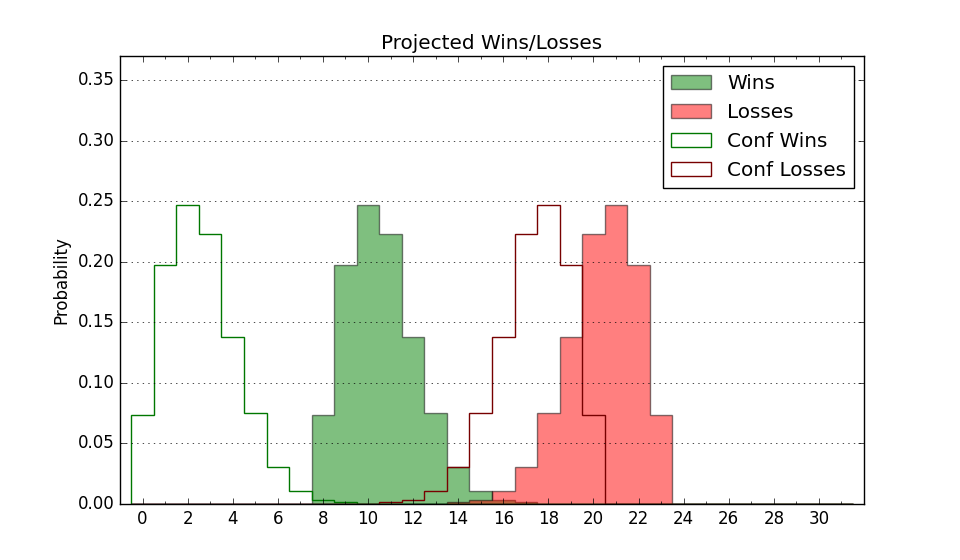 Projected Wins/Losses
Wins
Losses
Conf Wins
Conf Losses
Probability
0.35
0.30
0.25
0.20
0.15
0.10
0.05
0.00
0 2 4 6 8 10 12 14 16 18 20 22 24 26 28 30